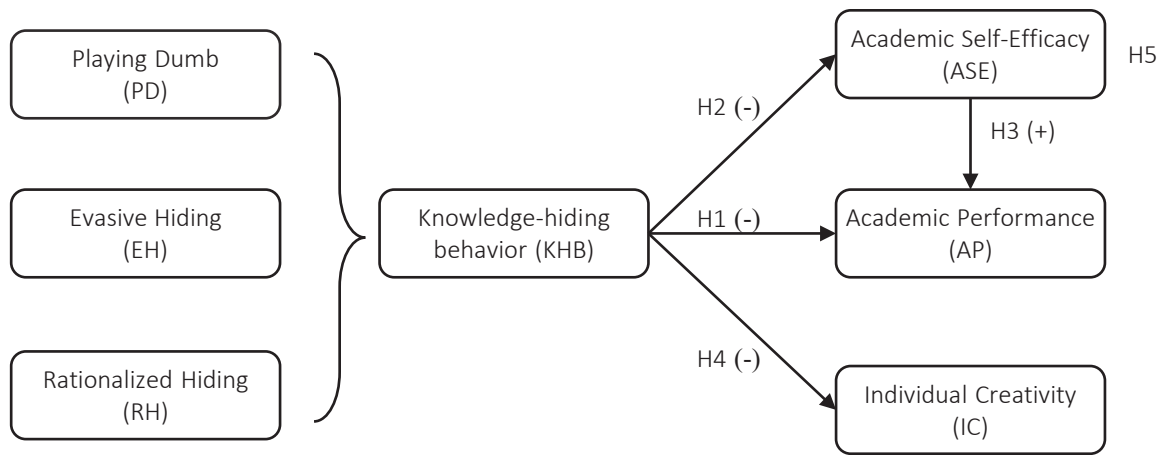 Playing Dumb
(PD)
Evasive Hiding
(EH)
Rationalized Hiding
(RH)
Knowledge-hiding
behavior (KHB)
H2 (-)
H1 (-)
H4 (-)
Academic Self-Efficacy
(ASE)
H5
H3 (+)
Academic Performance
(AP)
Individual Creativity
(IC)